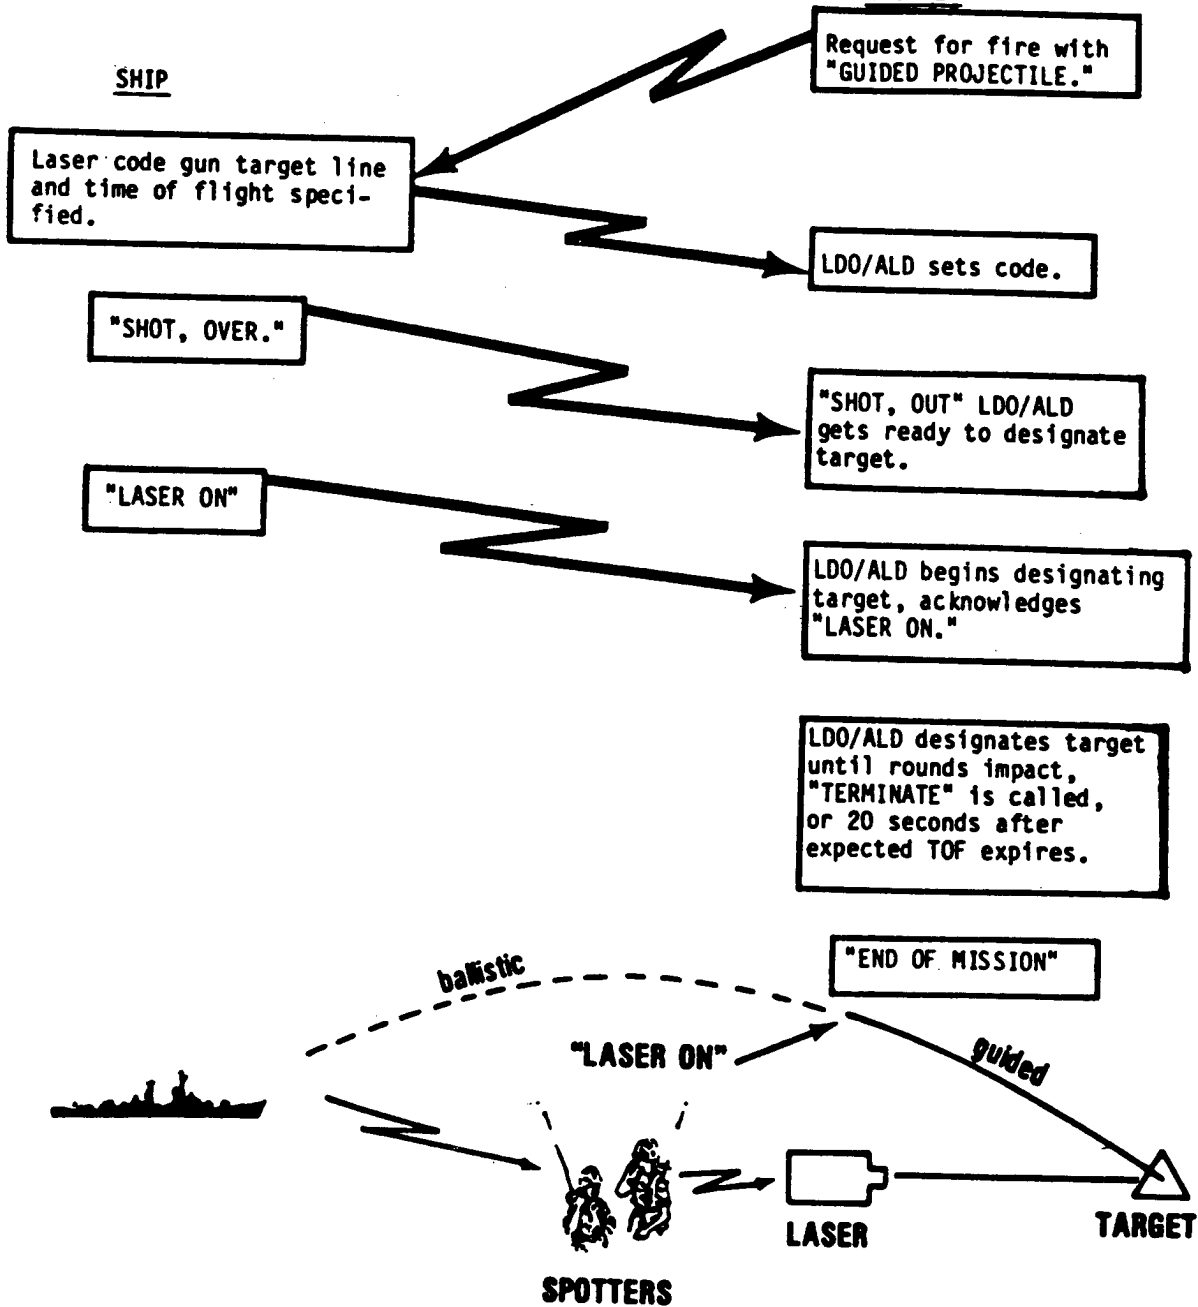 Request for fire with
"GUIDED PROJECTILE."
SHIP
Laser code gun target line
and time of flight speci-
fied.
LDO/ALD sets code.
"SHOT, OVER."
"SHOT, OUT" LDO/ALD
gets ready to designate
target.
"LASER ON"
LDO/ALD begins designating
target, acknowledges
"LASER ON."
LDO/ALD designates target
until rounds impact,
"TERMINATE" is called,
or 20 seconds after
expected TOF expires.
"END OF MISSION"
ballistic
"LASER ON"
guided
LASER
TARGET
SPOTTERS